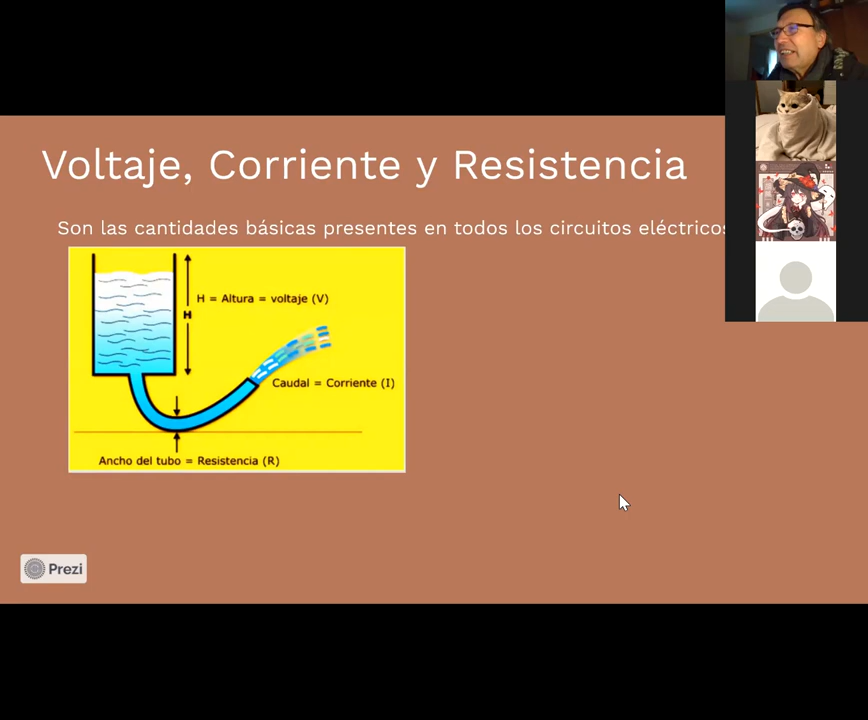 Voltaje, Corriente y Resistencia
Son las cantidades básicas presentes en todos los circuitos eléctricos
H = Altura = voltaje (V)
H
Caudal = Corriente (I)
Ancho del tubo = Resistencia (R)
Prezi